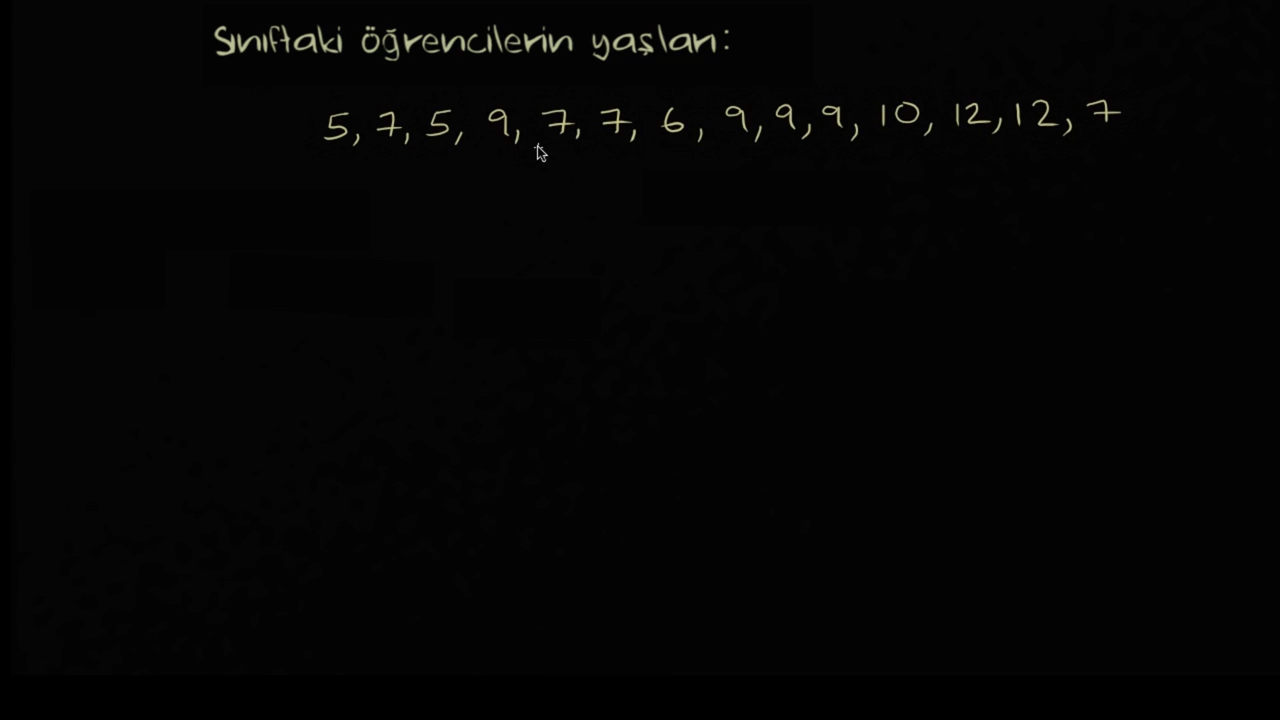 Sınıftaki öğrencilerin yaşları:
5, 7, 5, 9, 7, 7, 6, 9, 9, 9, 10, 12, 12, 7